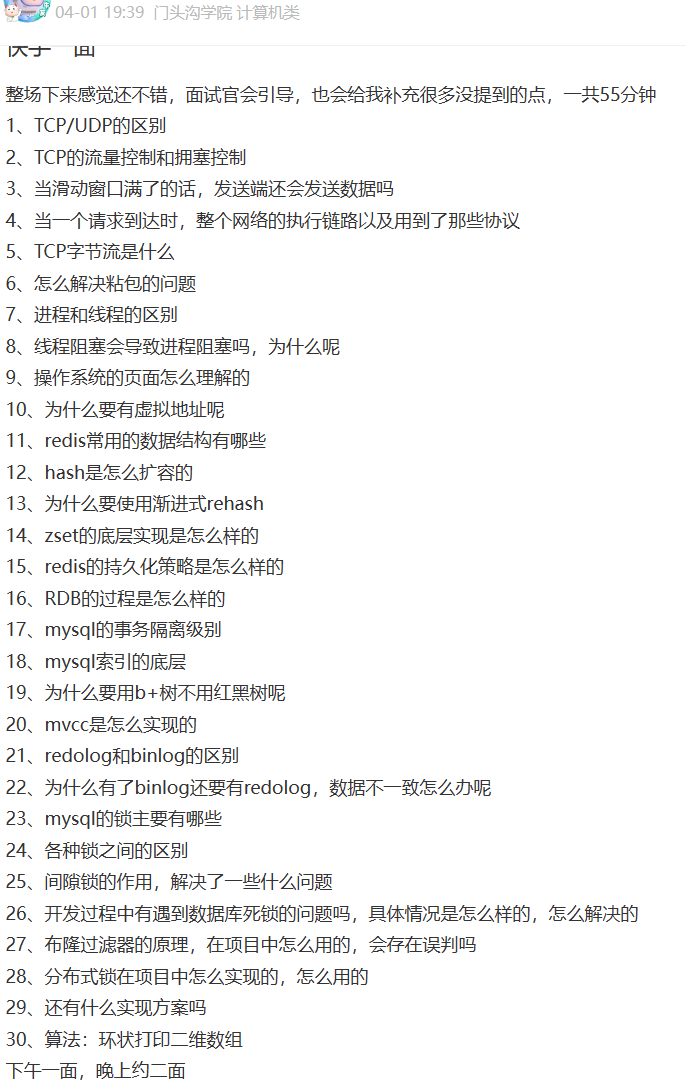 04-01 19:39 门头沟学院 计算机类
快手一面
整场下来感觉还不错，面试官会引导，也会给我补充很多没提到的点，一共55分钟
1、TCP/UDP的区别
2、TCP的流量控制和拥塞控制
3、当滑动窗口满了的话，发送端还会发送数据吗
4、当一个请求到达时，整个网络的执行链路以及用到了那些协议
5、TCP字节流是什么
6、怎么解决粘包的问题
7、进程和线程的区别
8、线程阻塞会导致进程阻塞吗，为什么呢
9、操作系统的页面怎么理解的
10、为什么要有虚拟地址呢
11、redis常用的数据结构有哪些
12、hash是怎么扩容的
13、为什么要使用渐进式rehash
14、zset的底层实现是怎么样的
15、redis的持久化策略是怎么样的
16、RDB的过程是怎么样的
17、mysql的事务隔离级别
18、mysql索引的底层
19、为什么要用b+树不用红黑树呢
20、mvcc是怎么实现的
21、redolog和binlog的区别
22、为什么有了binlog还要有redolog，数据不一致怎么办呢
23、mysql的锁主要有哪些
24、各种锁之间的区别
25、间隙锁的作用，解决了一些什么问题
26、开发过程中有遇到数据库死锁的问题吗，具体情况是怎么样的，怎么解决的
27、布隆过滤器的原理，在项目中怎么用的，会存在误判吗
28、分布式锁在项目中怎么实现的，怎么用的
29、还有什么实现方案吗
30、算法：环状打印二维数组
下午一面，晚上约二面